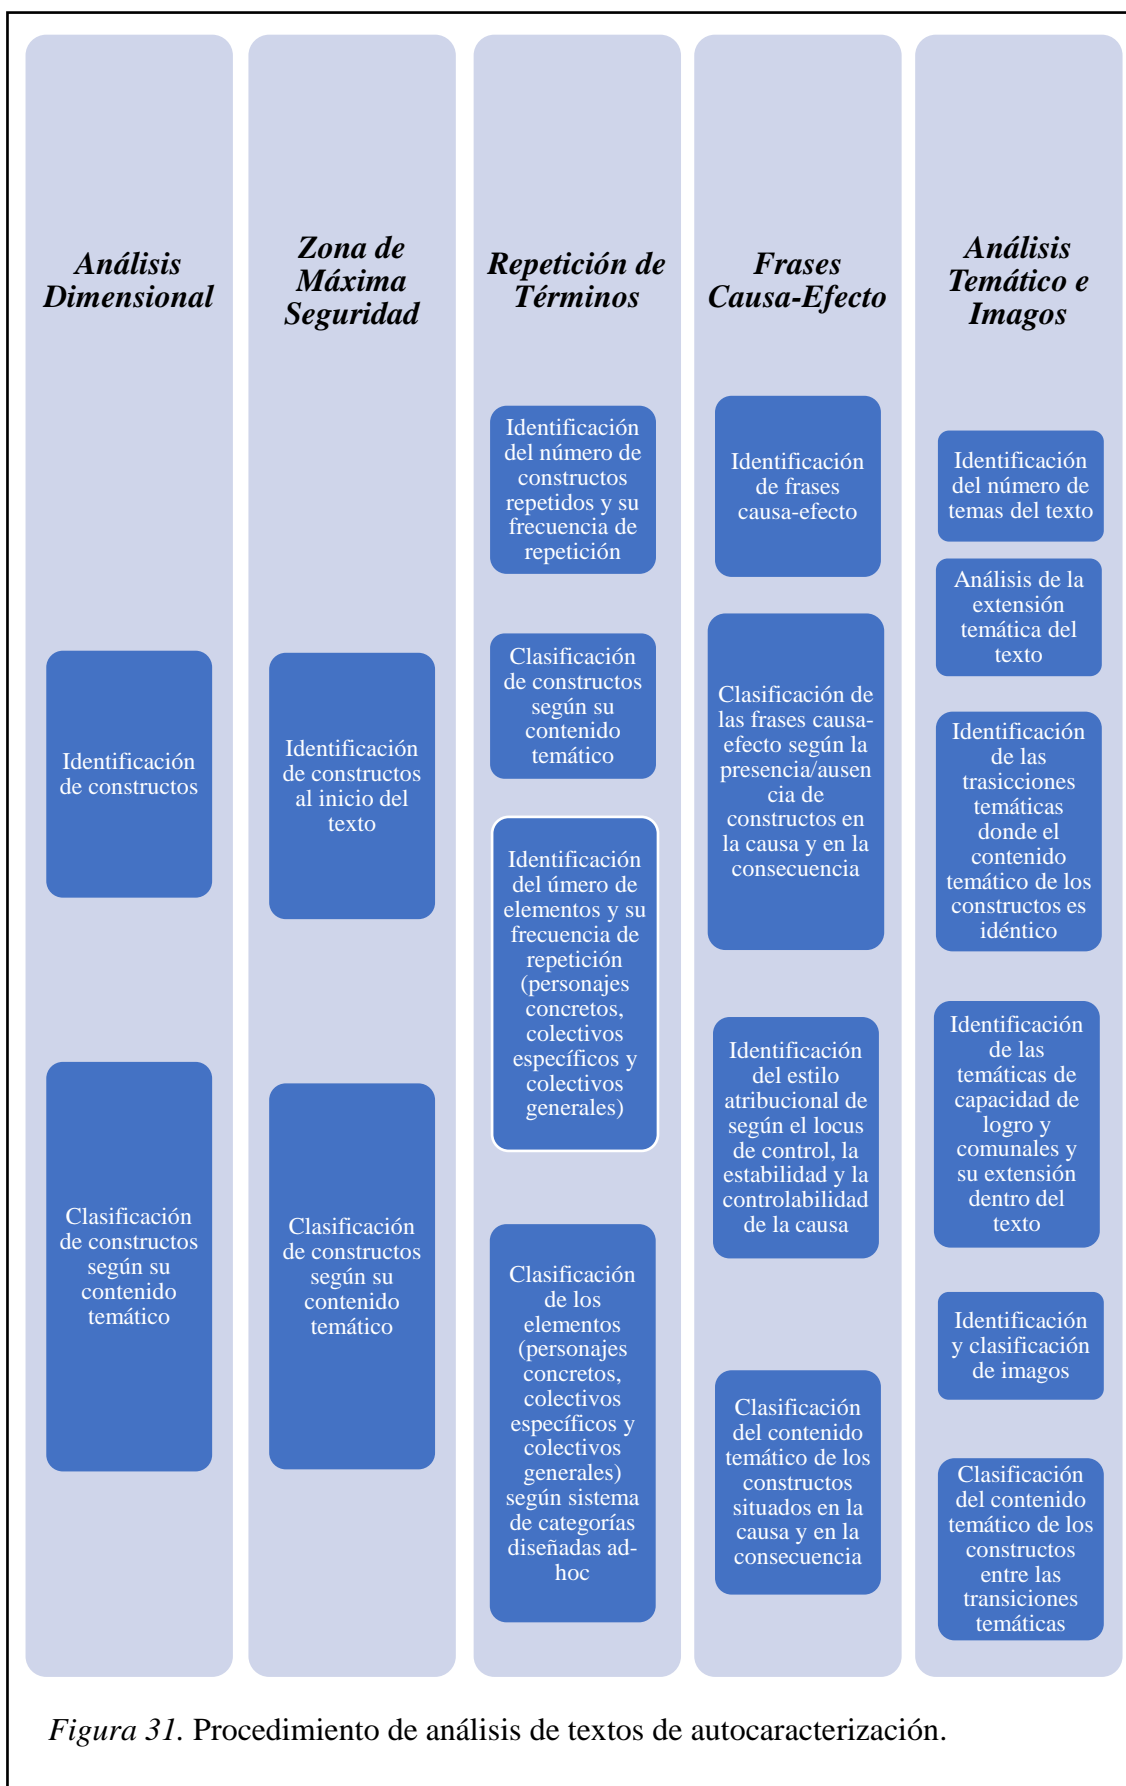 Análisis
Dimensional
Identificación
de constructos
Clasificación
de constructos
según su
contenido
temático
Zona de
Máxima
Seguridad
Identificación
de constructos
al inicio del
texto
Clasificación
de constructos
según su
contenido
temático
Repetición de
Términos
Identificación
del número de
constructos
repetidos y su
frecuencia de
repetición
Clasificación
de constructos
según su
contenido
temático
Identificación
del úmero de
elementos y su
frecuencia de
repetición
(personajes
concretos,
colectivos
específicos y
colectivos
generales)
Clasificación
de los
elementos
(personajes
concretos,
colectivos
específicos y
colectivos
generales)
según sistema
de categorías
diseñadas ad-
hoc
Frases
Causa-Efecto
Identificación
de frases
causa-efecto
Clasificación de
las frases causa-
efecto según la
presencia/ausen
cia de
constructos en
la causa y en la
consecuencia
Identificación
del estilo
atribucional de
según el locus
de control, la
estabilidad y la
controlabilidad
de la causa
Clasificación
del contenido
temático de los
constructos
situados en la
causa y en la
consecuencia
Análisis
Temático e
Imagos
Identificación
del número de
temas del texto
Análisis de la
extensión
temática del
texto
Identificación
de las
trasicciones
temáticas
donde el
contenido
temático de los
constructos es
idéntico
Identificación
de las
temáticas de
capacidad de
logro y
comunales y
su extensión
dentro del
texto
Identificación
y clasificación
de imagos
Clasificación
del contenido
temático de los
constructos
entre las
transiciones
temáticas
Figura 31. Procedimiento de análisis de textos de autocaracterización.